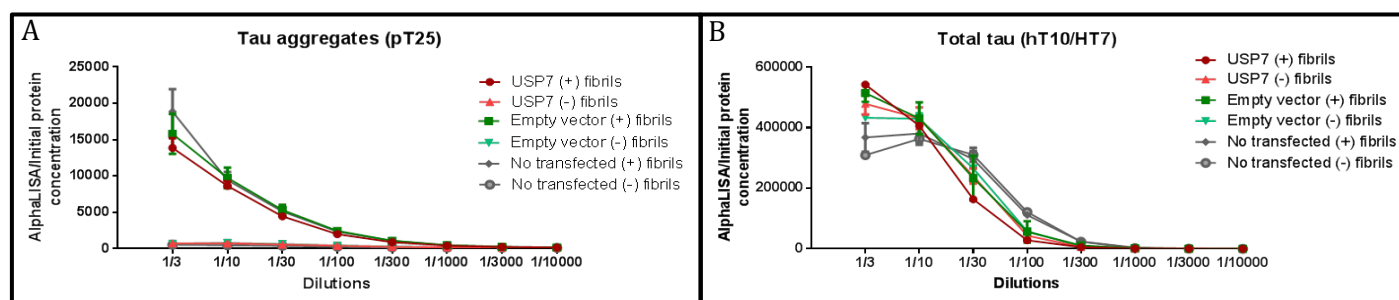 A
Tau aggregates (pT25)
AlphaLISA/Initial protein
concentration
25000
20000
15000
10000
5000
0
1/3
1/10
1/30
1/100
1/300
1/1000
1/3000
1/10000
Dilutions
USP7 (+) fibrils
USP7 (-) fibrils
Empty vector (+) fibrils
Empty vector (-) fibrils
No transfected (+) fibrils
No transfected (-) fibrils
B
Total tau (hT10/HT7)
AlphaLISA/Initial protein
concentration
600000
400000
200000
0
1/3
1/10
1/30
1/100
1/300
1/1000
1/3000
1/10000
Dilutions
USP7 (+) fibrils
USP7 (-) fibrils
Empty vector (+) fibrils
Empty vector (-) fibrils
No transfected (+) fibrils
No transfected (-) fibrils